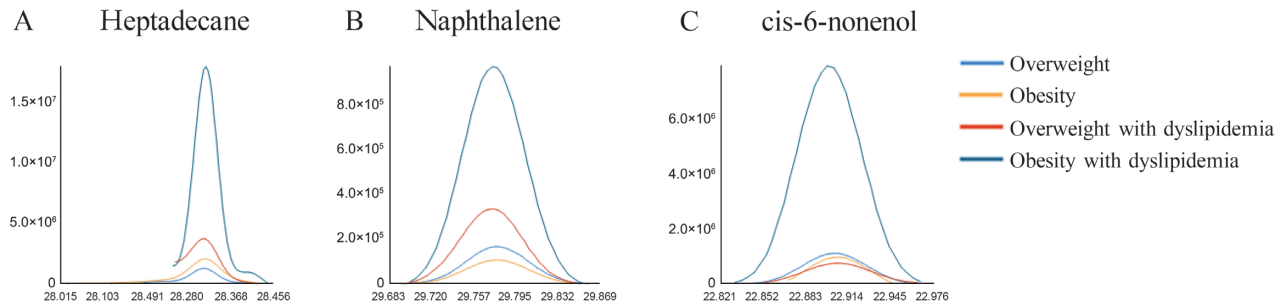 A Heptadecane
1.5×10⁷
1.0×10⁷
5.0×10⁶
0
28.015 28.103 28.491 28.280 28.368 28.456
B Naphthalene
8.0×10⁵
6.0×10⁵
4.0×10⁵
2.0×10⁵
0
29.683 29.720 29.757 29.795 29.832 29.869
C cis-6-nonenol
6.0×10⁶
4.0×10⁶
2.0×10⁶
0
22.821 22.852 22.883 22.914 22.945 22.976
Overweight
Obesity
Overweight with dyslipidemia
Obesity with dyslipidemia